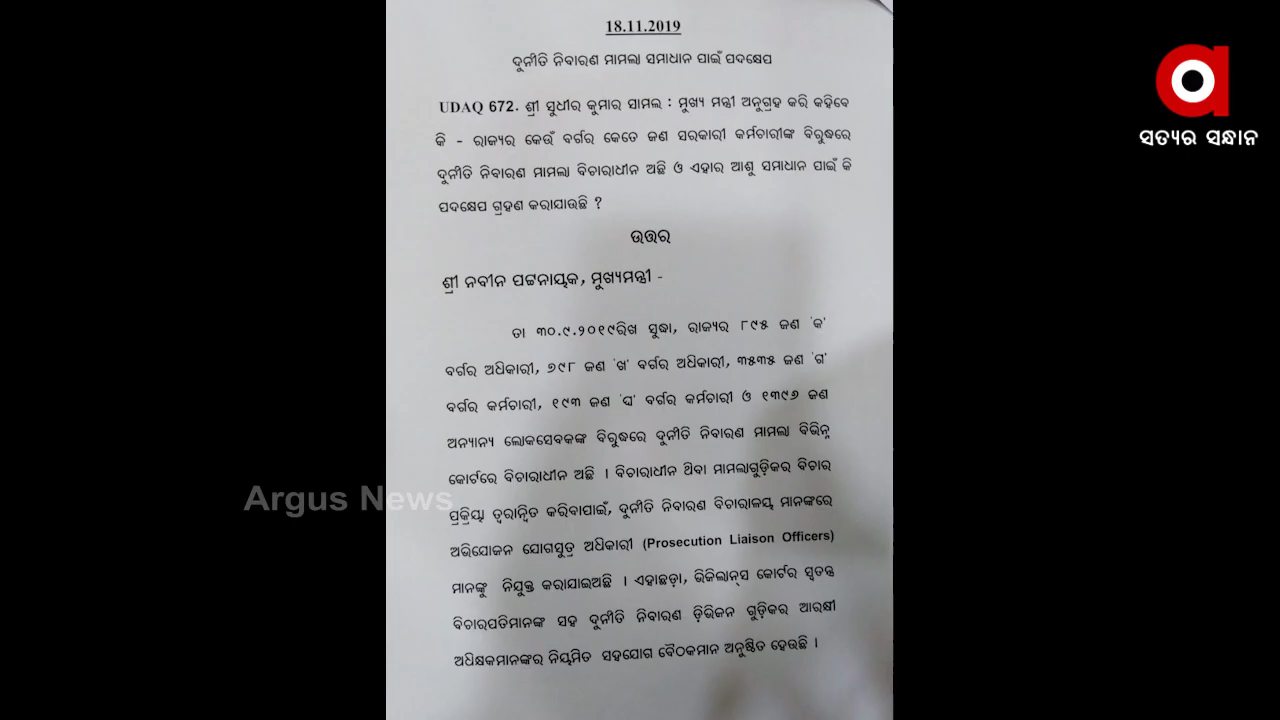 18.11.2019
ଦୁର୍ନୀତି ନିବାରଣ ମାମଲା ସମାଧାନ ପାଇଁ ପଦକ୍ଷେପ
UDAQ 672. ଶ୍ରୀ ସୁଧୀର କୁମାର ସାମଲ : ମୁଖ୍ୟ ମନ୍ତ୍ରୀ ଅନୁଗ୍ରହ କରି କହିବେ
କି - ରାଜ୍ୟର କେଉଁ ବର୍ଗର କେତେ ଜଣ ସରକାରୀ କର୍ମଚାରୀଙ୍କ ବିରୁଦ୍ଧରେ
ଦୁର୍ନୀତି ନିବାରଣ ମାମଲା ବିଚାରାଧୀନ ଅଛି ଓ ଏହାର ଆଶୁ ସମାଧାନ ପାଇଁ କି
ପଦକ୍ଷେପ ଗ୍ରହଣ କରାଯାଉଛି ?
ଉତ୍ତର
ଶ୍ରୀ ନବୀନ ପଟ୍ଟନାୟକ, ମୁଖ୍ୟମନ୍ତ୍ରୀ -
ତା ୩୦.୯.୨୦୧୯ରିଖ ସୁଦ୍ଧା, ରାଜ୍ୟର ୮୯୫ ଜଣ 'କ'
ବର୍ଗର ଅଧିକାରୀ, ୭୯୮ ଜଣ 'ଖ' ବର୍ଗର ଅଧିକାରୀ, ୩୫୩୫ ଜଣ 'ଗ'
ବର୍ଗର କର୍ମଚାରୀ, ୧୯୩ ଜଣ 'ଘ' ବର୍ଗର କର୍ମଚାରୀ ଓ ୧୩୯୬ ଜଣ
ଅନ୍ୟାନ୍ୟ ଲୋକସେବକଙ୍କ ବିରୁଦ୍ଧରେ ଦୁର୍ନୀତି ନିବାରଣ ମାମଲା ବିଭିନ୍ନ
କୋର୍ଟରେ ବିଚାରାଧୀନ ଅଛି । ବିଚାରାଧୀନ ଥିବା ମାମଲାଗୁଡ଼ିକର ବିଚାର
ପ୍ରକ୍ରିୟା ତ୍ୱରାନ୍ୱିତ କରିବାପାଇଁ, ଦୁର୍ନୀତି ନିବାରଣ ବିଚାରାଳୟ ମାନଙ୍କରେ
ଅଭିଯୋଜନ ଯୋଗସୁତ୍ର ଅଧିକାରୀ (Prosecution Liaison Officers)
ମାନଙ୍କୁ ନିଯୁକ୍ତ କରାଯାଇଅଛି । ଏହାଛଡ଼ା, ଭିଜିଲାନ୍ସ କୋର୍ଟର ସ୍ୱତନ୍ତ୍ର
ବିଚାରପତିମାନଙ୍କ ସହ ଦୁର୍ନୀତି ନିବାରଣ ଡ଼ିଭିଜନ ଗୁଡ଼ିକର ଆରକ୍ଷୀ
ଅଧିକ୍ଷକମାନଙ୍କର ନିୟମିତ ସହଯୋଗ ବୈଠକମାନ ଅନୁଷ୍ଠିତ ହେଉଛି ।
ସତ୍ୟର ସନ୍ଧାନ
Argus News